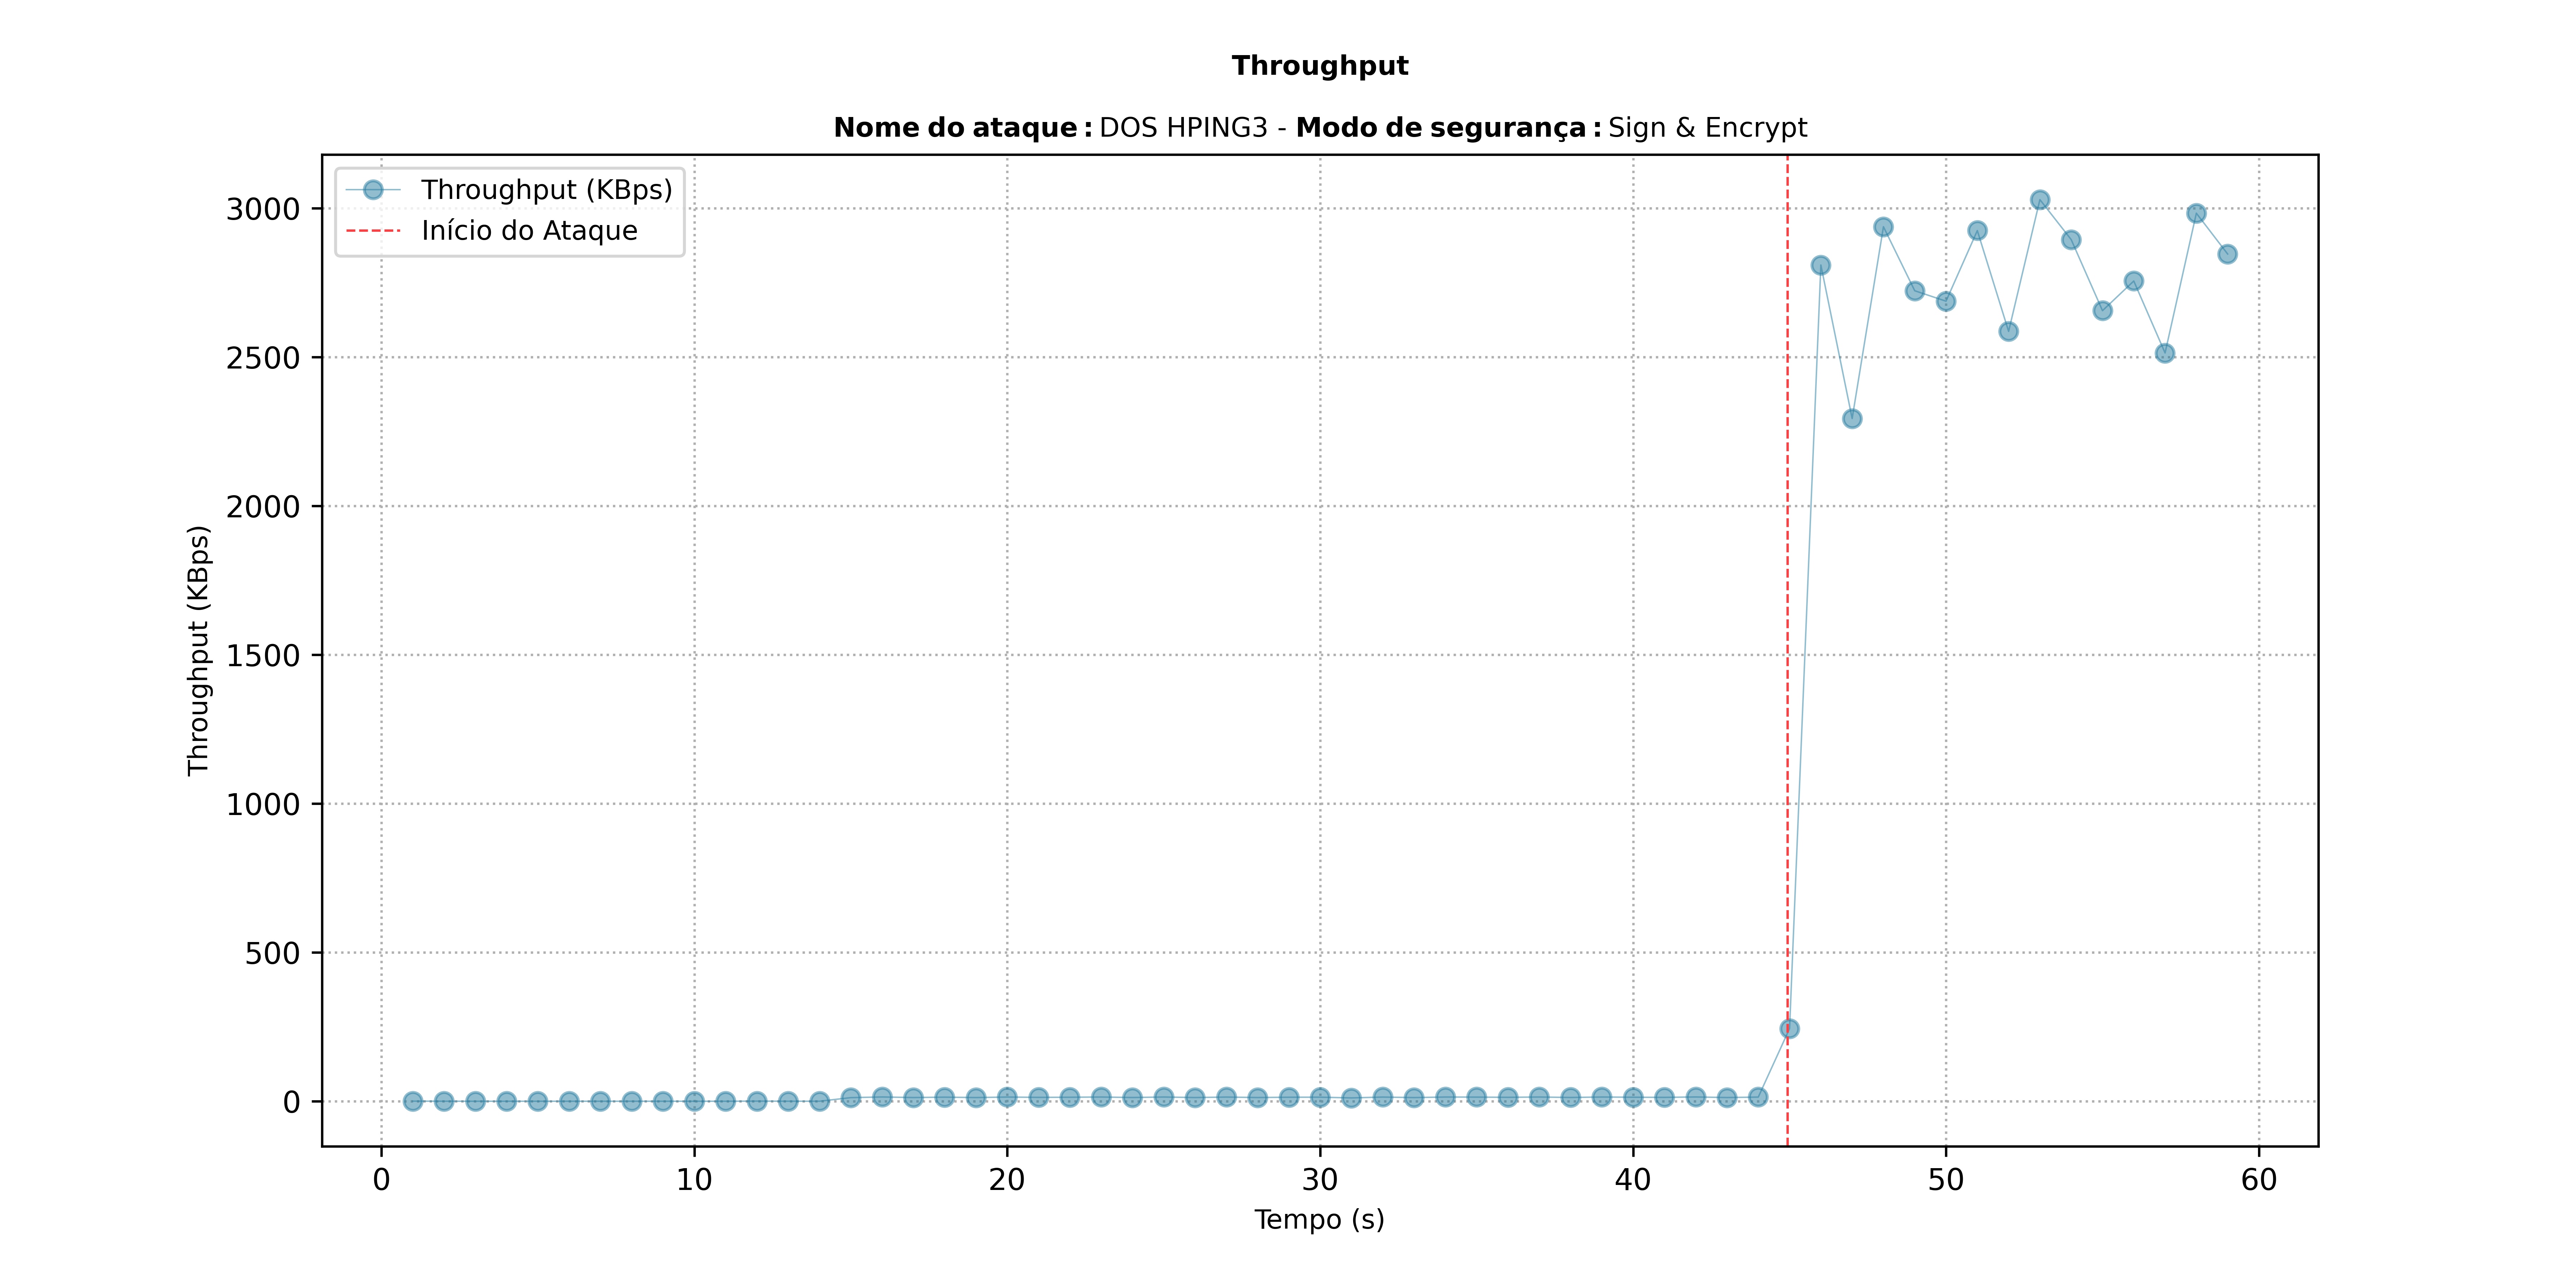 Throughput
Nome do ataque: DOS HPING3 - Modo de segurança: Sign & Encrypt
Throughput (KBps)
Início do Ataque
3000
2500
2000
1500
1000
500
0
Throughput (KBps)
0 10 20 30 40 50 60
Tempo (s)